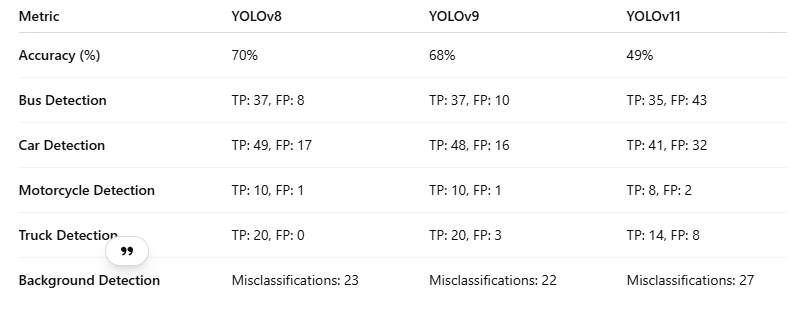 Metric YOLOv8 YOLOv9 YOLOv11
Accuracy (%) 70% 68% 49%
Bus Detection TP: 37, FP: 8 TP: 37, FP: 10 TP: 35, FP: 43
Car Detection TP: 49, FP: 17 TP: 48, FP: 16 TP: 41, FP: 32
Motorcycle Detection TP: 10, FP: 1 TP: 10, FP: 1 TP: 8, FP: 2
Truck Detection TP: 20, FP: 0 TP: 20, FP: 3 TP: 14, FP: 8
Background Detection Misclassifications: 23 Misclassifications: 22 Misclassifications: 27